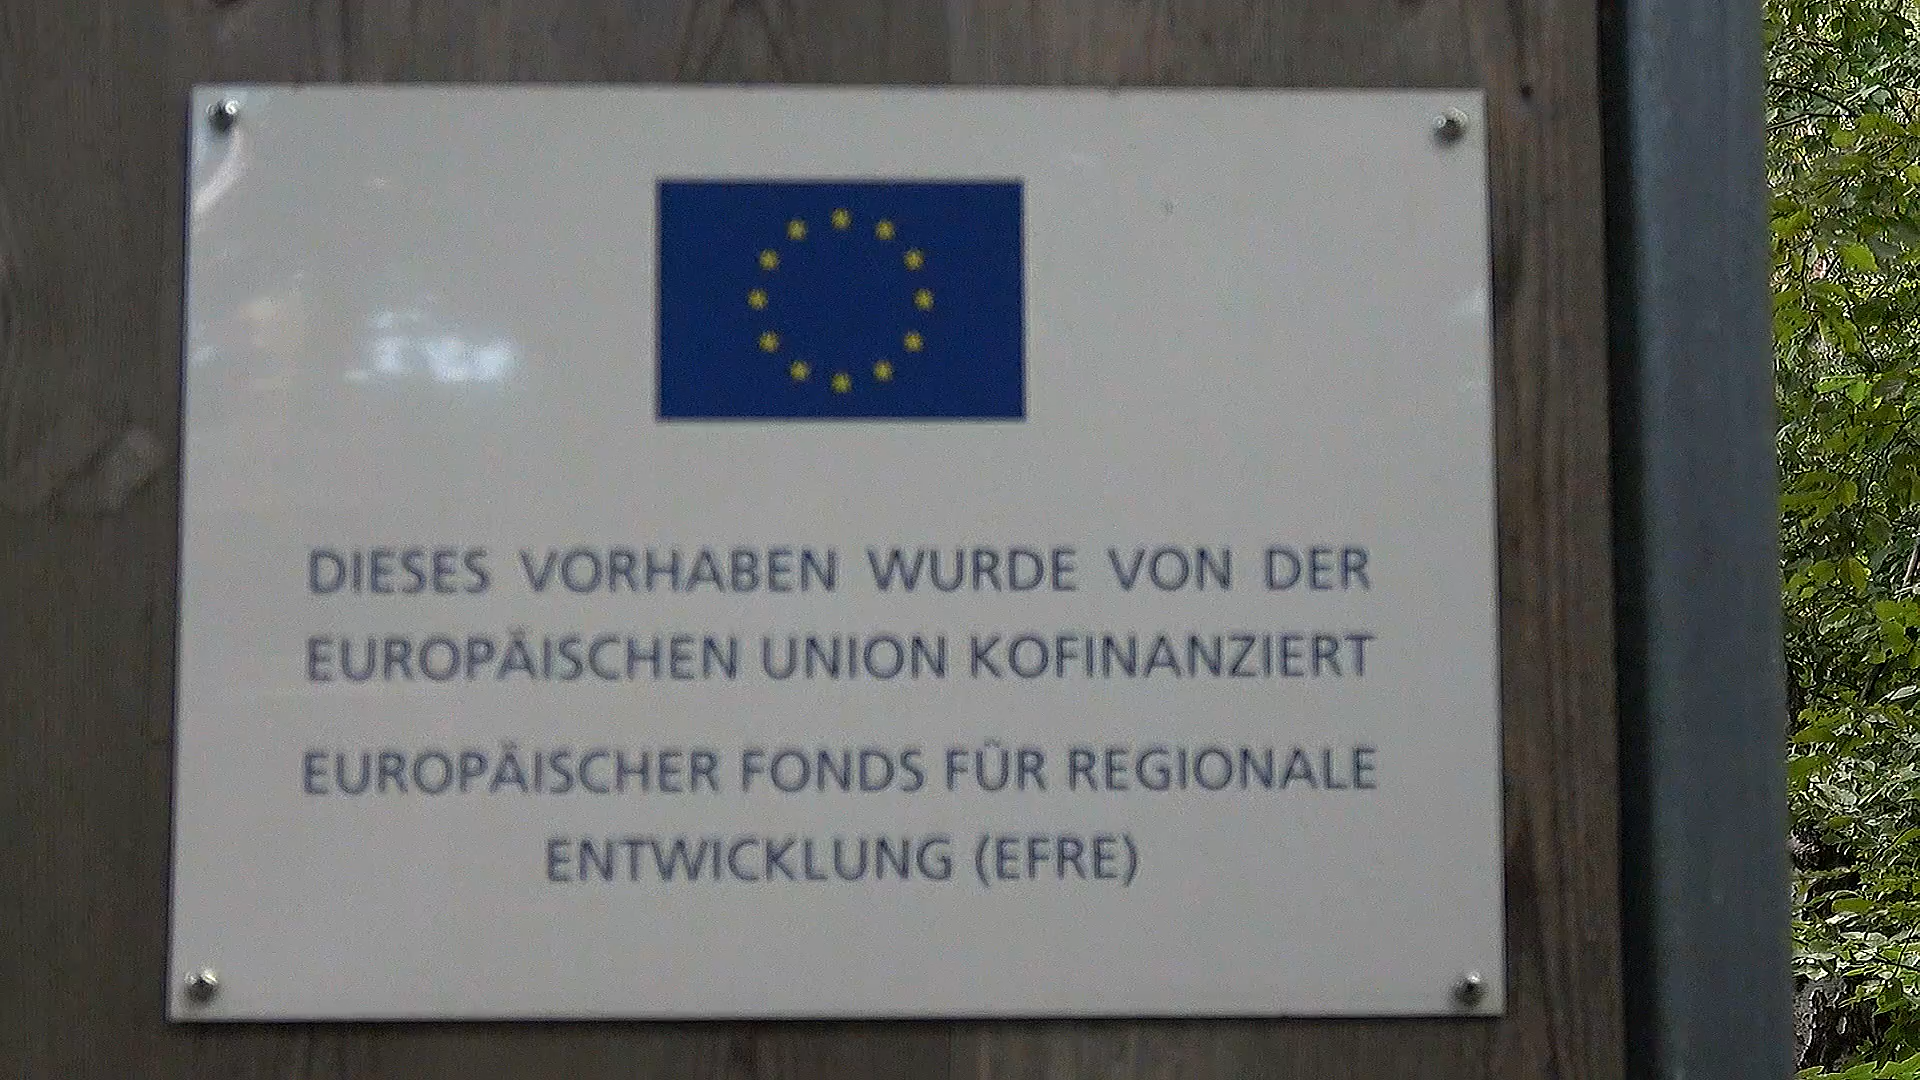 DIESES VORHABEN WURDE VON DER
EUROPÄISCHEN UNION KOFINANZIERT
EUROPÄISCHER FONDS FÜR REGIONALE
ENTWICKLUNG (EFRE)